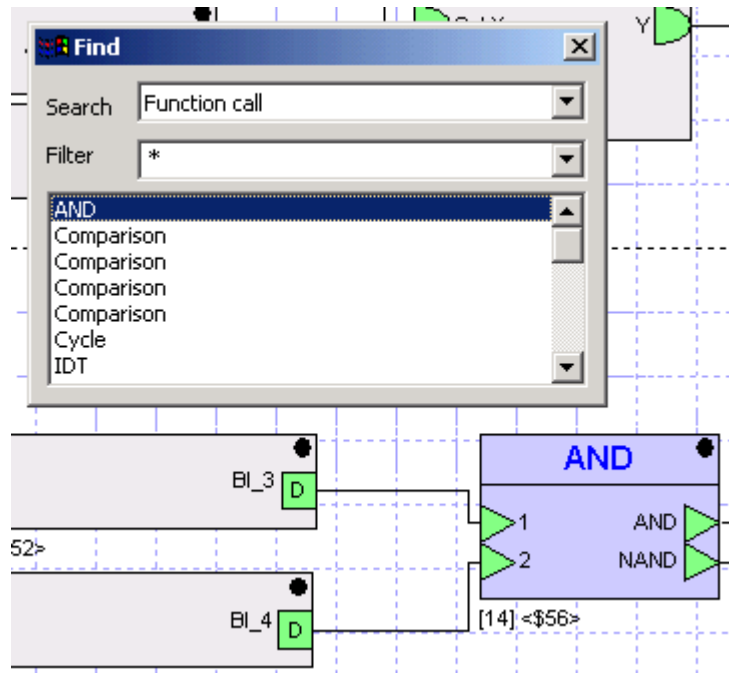 Y
Find
Search Function call
Filter *
AND
Comparison
Comparison
Comparison
Comparison
Cycle
IDT
AND
BI_3 D
1 AND
52>
2 NAND
BI_4 D
[14] <$56>